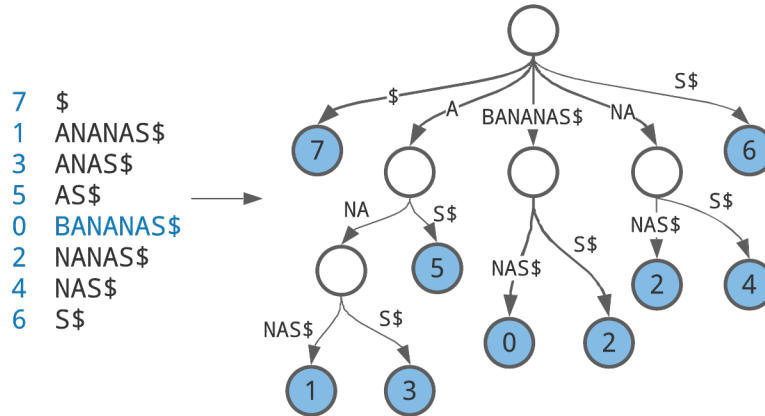 7 $
1 ANANAS$
3 ANAS$
5 AS$
0 BANANAS$
2 NANAS$
4 NAS$
6 S$
$ A BANANAS$ NA S$
7 6
NA S$ NAS$ S$ NAS$ S$
5 2 4
NAS$ S$ 0 2
1 3